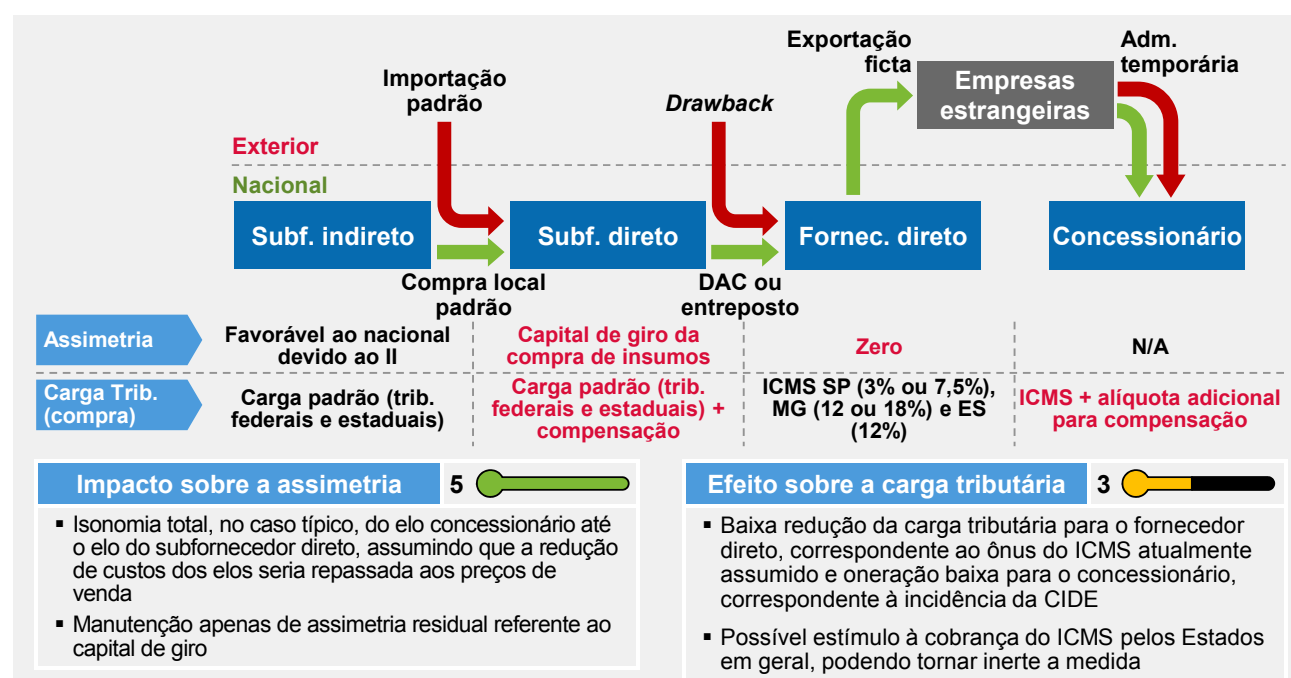 Exportação
ficta
Adm.
temporária
Importação
padrão
Drawback
Empresas
estrangeiras
Exterior
Nacional
Subf. indireto
Subf. direto
Fornec. direto
Concessionário
Compra local
padrão
DAC ou
entreposto
Assimetria
Favorável ao nacional
devido ao II
Capital de giro da
compra de insumos
Zero
N/A
Carga Trib.
(compra)
Carga padrão (trib.
federais e estaduais)
Carga padrão (trib.
federais e estaduais) +
compensação
ICMS SP (3% ou 7,5%),
MG (12 ou 18%) e ES
(12%)
ICMS + alíquota adicional
para compensação
Impacto sobre a assimetria 5
▪ Isonomia total, no caso típico, do elo concessionário até
o elo do subfornecedor direto, assumindo que a redução
de custos dos elos seria repassada aos preços de
venda
▪ Manutenção apenas de assimetria residual referente ao
capital de giro
Efeito sobre a carga tributária 3
▪ Baixa redução da carga tributária para o fornecedor
direto, correspondente ao ônus do ICMS atualmente
assumido e oneração baixa para o concessionário,
correspondente à incidência da CIDE
▪ Possível estímulo à cobrança do ICMS pelos Estados
em geral, podendo tornar inerte a medida